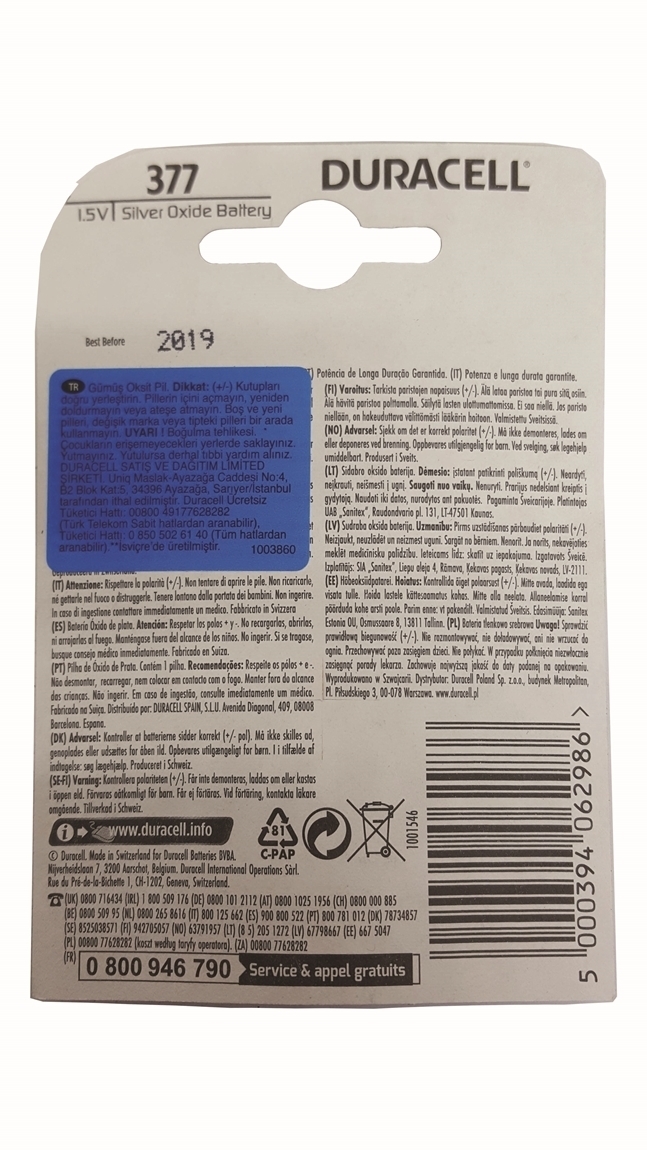 377
DURACELL®
1.5V Silver Oxide Battery
Best Before 2019
TR Gümüş Oksit Pil. Dikkat: (+/-) Kutupları
doğru yerleştirin. Pillerin içini açmayın, yeniden
doldurmayın veya ateşe atmayın. Boş ve yeni
pilleri, değişik marka veya tipteki pilleri bir arada
kullanmayın. UYARI ! Boğulma tehlikesi.
Çocukların erişemeyecekleri yerlerde saklayınız.
Yutmayınız. Yutulursa derhal tıbbi yardım alınız.
DURACELL SATIŞ VE DAĞITIM LİMİTED
ŞİRKETİ. Uniq Maslak-Ayazağa Caddesi No:4,
B2 Blok Kat:5, 34396 Ayazağa, Sarıyer/İstanbul
tarafından ithal edilmiştir. Duracell Ücretsiz
Tüketici Hattı: 00800 49177628282
(Türk Telekom Sabit hatlardan aranabilir),
Tüketici Hattı: 0 850 502 61 40 (Tüm hatlardan
aranabilir).**İsviçre'de üretilmiştir. 1003860
(IT) Attenzione: Rispettare la polarità (+/-). Non tentare di aprire le pile. Non ricaricarle,
né gettarle nel fuoco o distruggerle. Tenere lontano dalla portata dei bambini. Non ingerire.
In caso di ingestione contattare immediatamente un medico. Fabbricato in Svizzera
(ES) Batería Óxido de plata. Atención: Respetar los polos + y -. No recargarlas, abrirlas,
ni arrojarlas al fuego. Manténgase fuera del alcance de los niños. No ingerir. Si se tragase,
busque consejo médico inmediatamente. Fabricado en Suiza.
(PT) Pilha de Óxido de Prata. Contém 1 pilha. Recomendações: Respeite os pólos + e -.
Não desmontar, recarregar, nem colocar em contacto com o fogo. Manter fora do alcance
das crianças. Não ingerir. Em caso de ingestão, consulte imediatamente um médico.
Fabricado na Suíça. Distribuido por: DURACELL SPAIN, S.L.U. Avenida Diagonal, 409, 08008
Barcelona. Espana.
(DK) Advarsel: Kontroller at batterierne sidder korrekt (+/- pol). Må ikke skilles ad,
genoplades eller udsættes for åben ild. Opbevares utilgængeligt for børn. I i tilfælde af
indtagelse: søg lægehjælp. Produceret i Schweiz.
(SE-FI) Varning: Kontrollera polariteten (+/-). Får inte demonteras, laddas om eller kastas
i öppen eld. Förvaras oåtkomligt för barn. Ej förtäras. Vid förtäring, kontakta läkare
omgående. Tillverkad i Schweiz.
Potência de Longa Duração Garantida. (IT) Potenza e lunga durata garantite.
(FI) Varoitus: Tarkista paristojen napaisuus (+/-). Älä lataa paristoa tai pura sitä osiin.
Älä hävitä paristoa polttamalla. Säilytä lasten ulottumattomissa. Ei saa niellä. Jos paristo
niellään, on hakeuduttava välittömästi lääkärin hoitoon. Valmistettu Sveitsissä.
(NO) Advarsel: Sjekk om det er korrekt polaritet (+/-). Må ikke demonteres, lades om
eller deponeres ved brenning. Oppbevares utilgjengelig for barn. Ved svelging, søk legehjelp
umiddelbart. Produsert i Sveits.
(LT) Sidabro oksido baterija. Dėmesio: įstatant patikrinti poliškumą (+/-). Neardyti,
neįkrauti, neišmesti į ugnį. Saugoti nuo vaikų. Nenuryti. Prarijus nedelsiant kreiptis į
gydytoją. Naudoti iki datos, nurodytos ant pakuotės. Pagaminta Šveicarijoje. Platintojas
UAB „Sanitex", Raudondvario pl. 131, LT-47501 Kaunas.
(LV) Sudraba oksida baterija. Uzmanību: Pirms uzstādīšanas pārbaudiet polaritāti (+/-).
Neizjaukt, neuzlādēt un neizmest uguni. Sargāt no bērniem. Nenorīt. Ja norīts, nekavējoties
meklēt medicīnisku palīdzību. Ieteicams līdz: skatīt uz iepakojuma. Izgatavots Šveicē.
Izplatītājs: SIA „Sanitex", Liepu aleja 4, Rāmava, Ķekavas pagasts, Ķekavas novads, LV-2111.
(EE) Hõbeoksiidpatarei. Hoiatus: Kontrollida õiget polaarsust (+/-). Mitte avada, laadida ega
visata tulle. Hoida lastele kättesaamatus kohas. Mitte alla neelata. Allaneelamise korral
pöörduda kohe arsti poole. Parim enne: vt pakendilt. Valmistatud Šveitsis. Edasimüüja: Sanitex
Estonia OU, Osmussaare 8, 13811 Tallinn. (PL) Bateria tlenkowo srebrowa Uwaga! Sprawdzić
prawidłową biegunowość (+/-). Nie rozmontowywać, nie doładowywać, ani nie wrzucać do
ognia. Przechowywać poza zasięgiem dzieci. Nie połykać. W przypadku połknięcia niezwłocznie
zasięgnąć porady lekarza. Zachowuje najwyższą jakość do daty podanej na opakowaniu.
Wyprodukowano w Szwajcarii. Dystrybutor: Duracell Poland Sp. z.o.o., budynek Metropolitan,
Pl. Piłsudskiego 3, 00-078 Warszawa. www.duracell.pl
i www.duracell.info
81
C-PAP
1001546
5 000394 062986 >
© Duracell. Made in Switzerland for Duracell Batteries BVBA.
Nijverheidslaan 7, 3200 Aarschot, Belgium. Duracell International Operations Sàrl.
Rue du Pré-de-la-Bichette 1, CH-1202, Geneva, Switzerland.
(UK) 0800 716434 (IRL) 1 800 509 176 (DE) 0800 101 2112 (AT) 0800 1025 1956 (CH) 0800 000 885
(BE) 0800 509 95 (NL) 0800 265 8616 (IT) 800 125 662 (ES) 900 800 522 (PT) 800 781 012 (DK) 78734857
(SE) 8525038571 (FI) 942705057 (NO) 63791957 (LT) (8 5) 205 1272 (LV) 67798667 (EE) 667 5047
(PL) 00800 77628282 (koszt według taryfy operatora). (ZA) 00800 77628282
(FR) 0 800 946 790 Service & appel gratuits